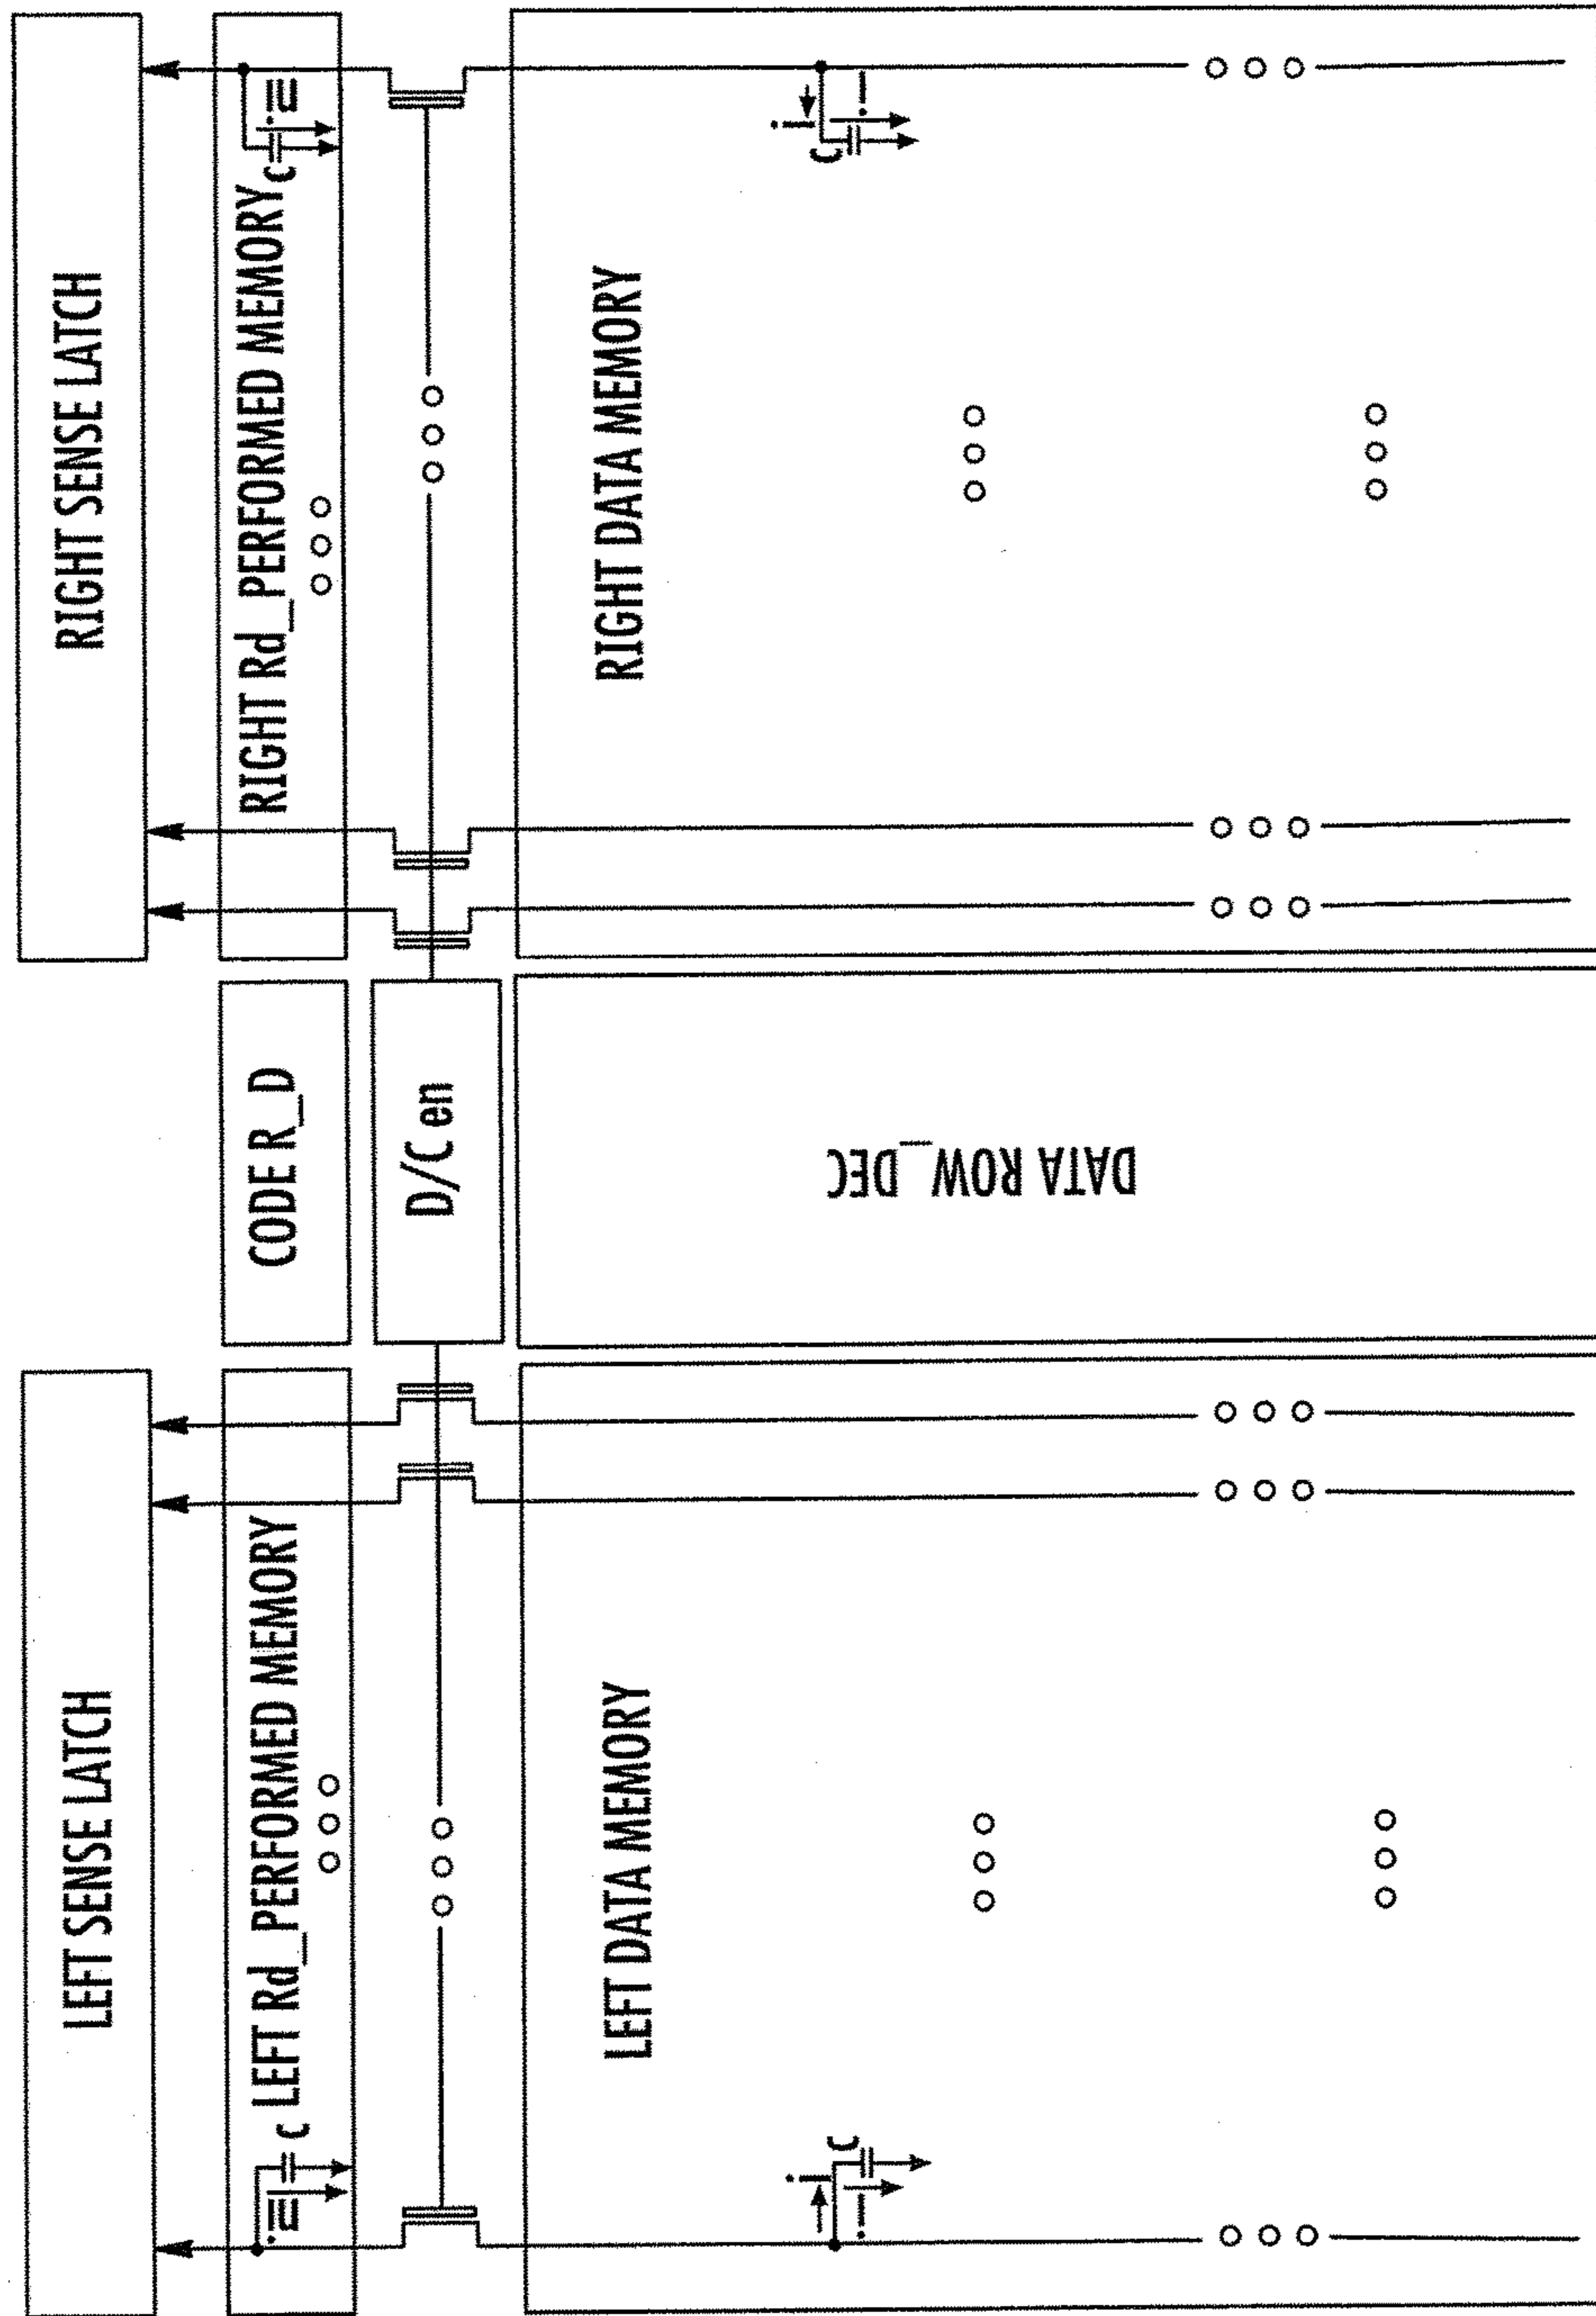 LEFT SENSE LATCH
RIGHT SENSE LATCH
C LEFT Rd_PERFORMED MEMORY
CODE R_D
RIGHT Rd_PERFORMED MEMORY C
D/C en
LEFT DATA MEMORY
RIGHT DATA MEMORY
DATA ROW_DEC
i
C
i
C